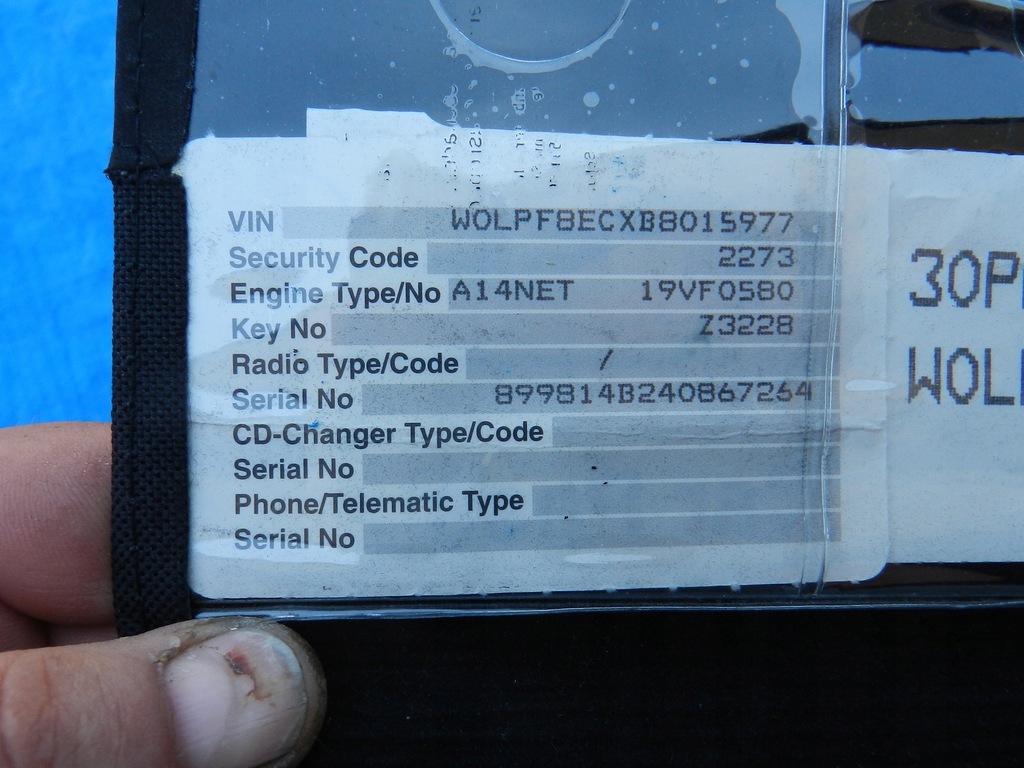 VIN WOLPF8ECXB8015977
Security Code 2273
Engine Type/No A14NET 19VF0580
Key No Z3228
Radio Type/Code /
Serial No 899814B240867264
CD-Changer Type/Code
Serial No
Phone/Telematic Type
Serial No
30P
WOL